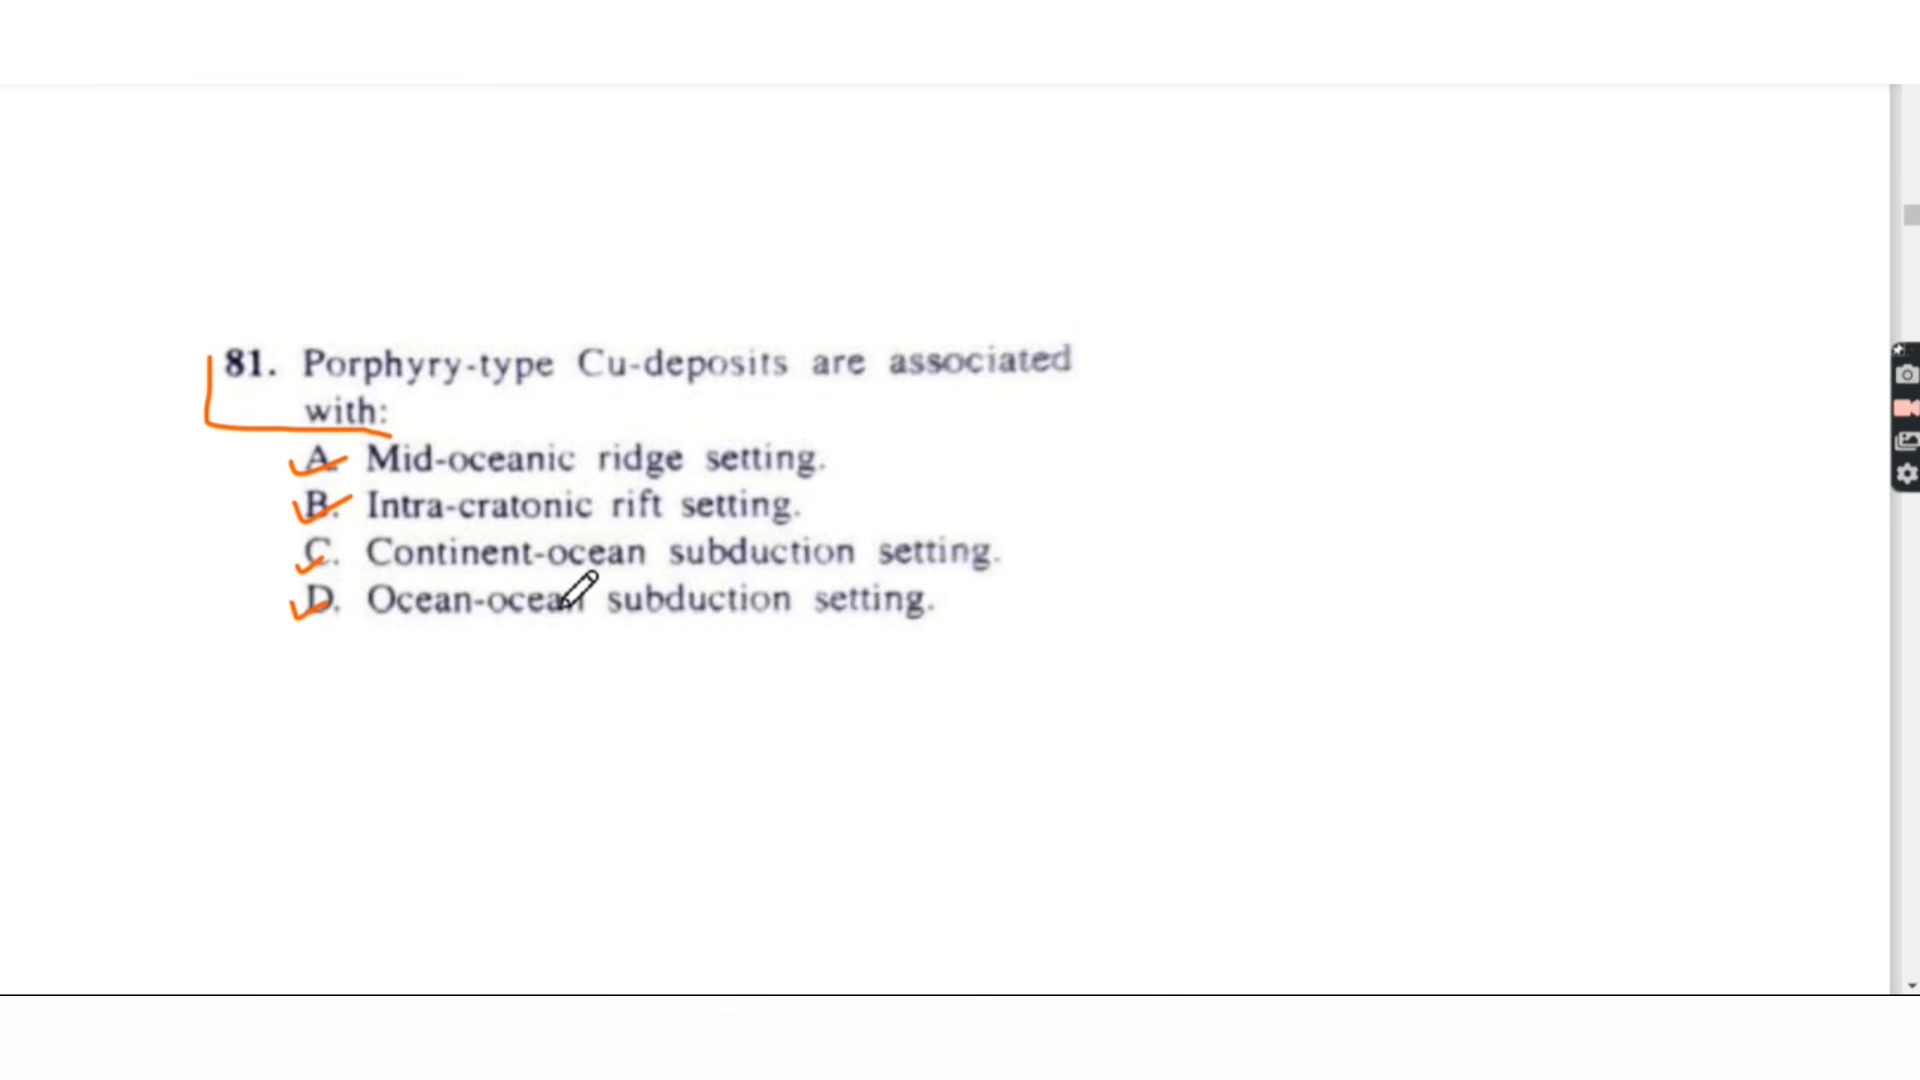 81. Porphyry-type Cu-deposits are associated
with:
A. Mid-oceanic ridge setting.
B. Intra-cratonic rift setting.
C. Continent-ocean subduction setting.
D. Ocean-ocean subduction setting.